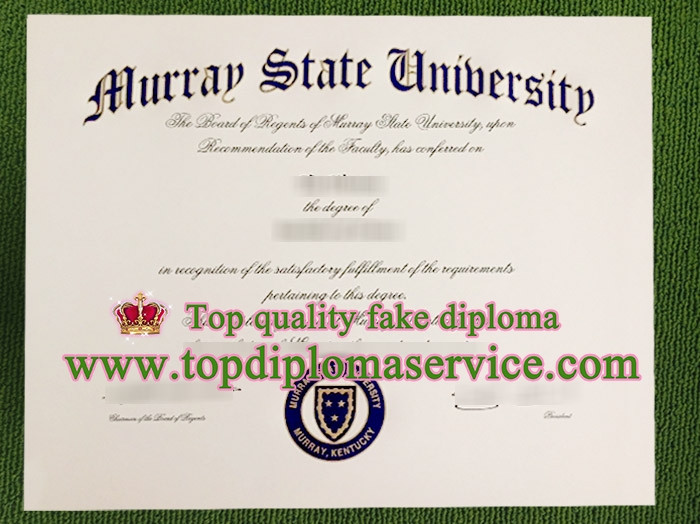 Murray State University
The Board of Regents of Murray State University, upon
Recommendation of the Faculty, has conferred on
the degree of
in recognition of the satisfactory fulfillment of the requirements
pertaining to this degree.
Top quality fake diploma
www.topdiplomaservice.com
MURRAY, KENTUCKY
Chairman of the Board of Regents
President